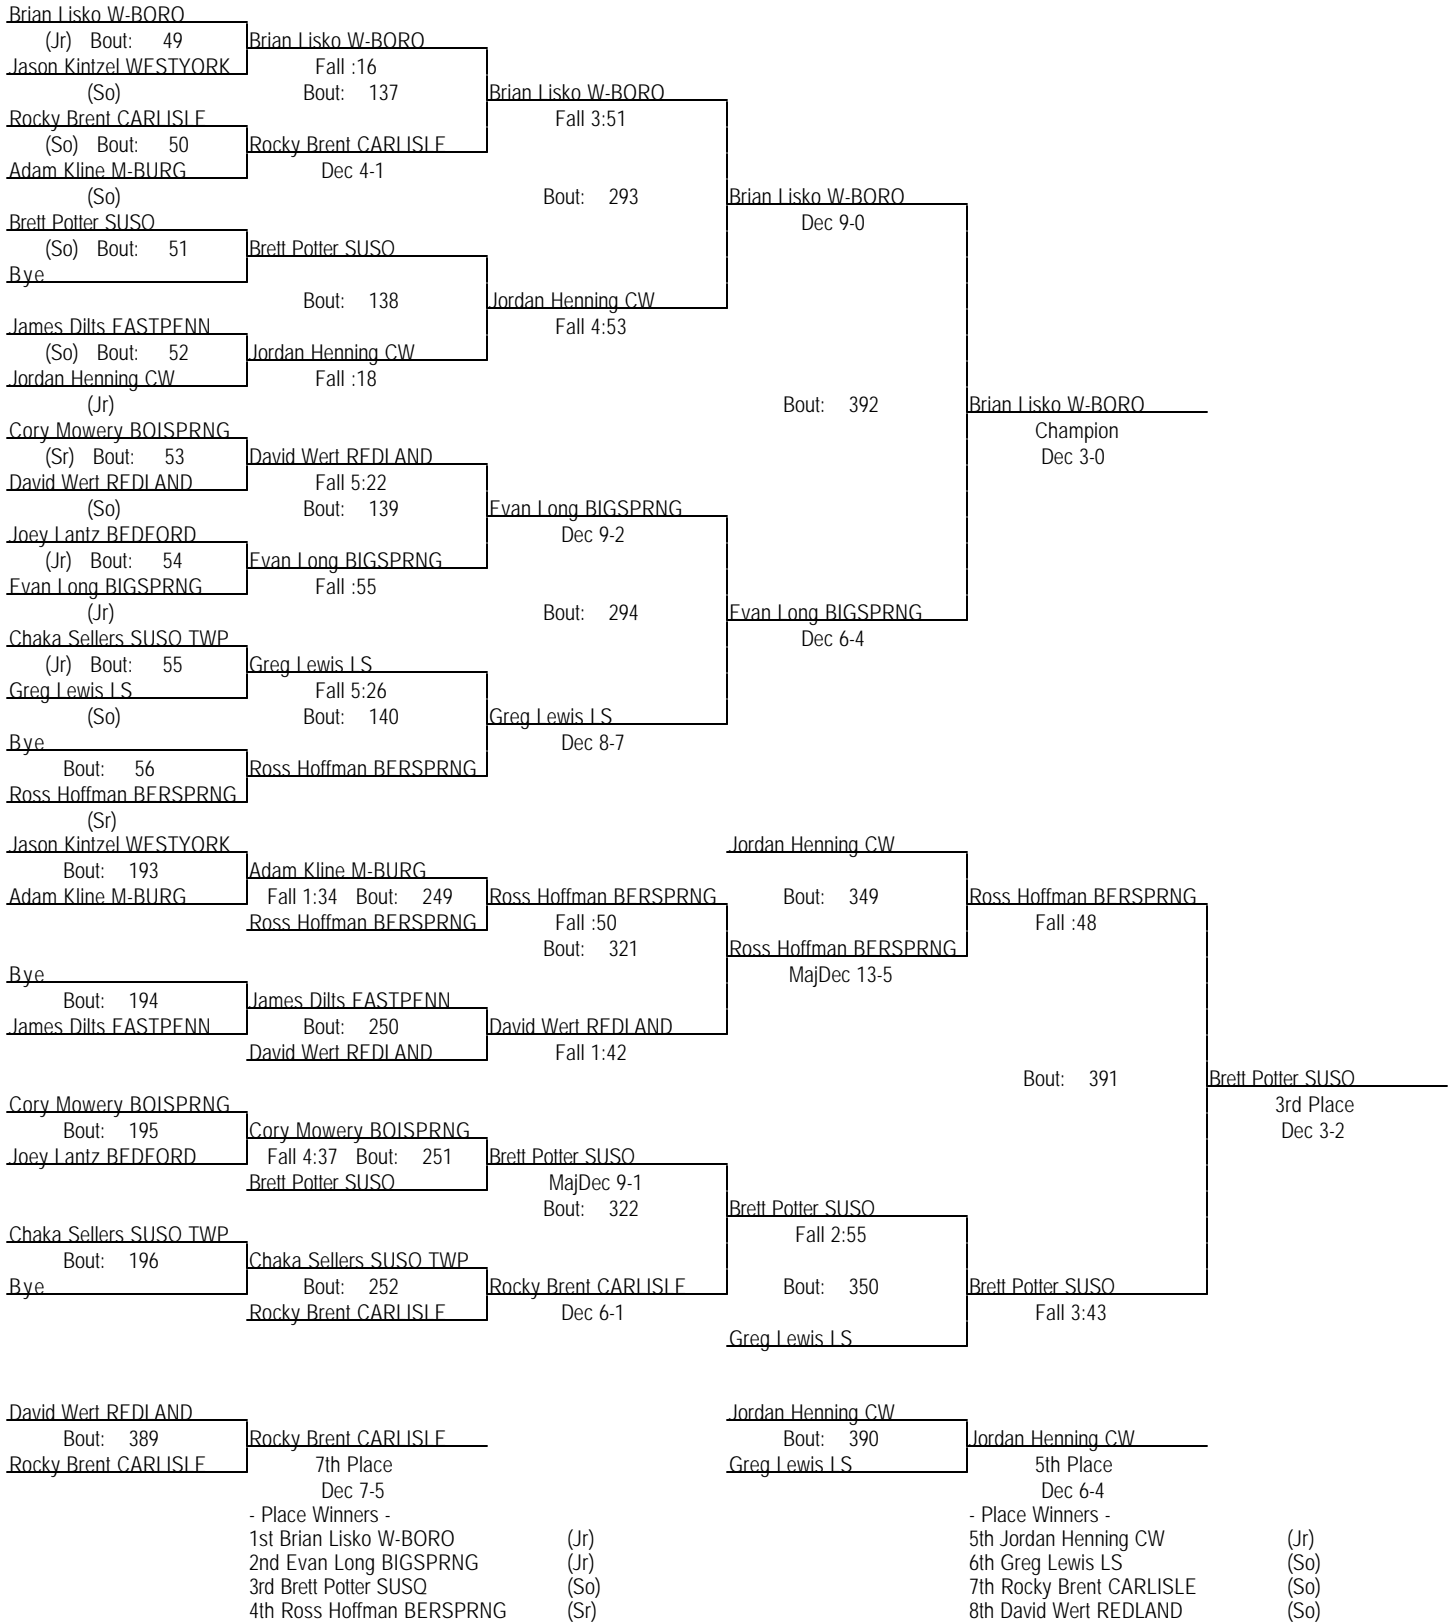 Brian Lisko W-BORO
(Jr) Bout: 49 Brian Lisko W-BORO
Jason Kintzel WESTYORK Fall :16
(So) Bout: 137 Brian Lisko W-BORO
Rocky Brent CARLISLE Fall 3:51
(So) Bout: 50 Rocky Brent CARLISLE
Adam Kline M-BURG Dec 4-1
(So) Bout: 293 Brian Lisko W-BORO
Brett Potter SUSQ Dec 9-0
(So) Bout: 51 Brett Potter SUSQ
Bye
Bout: 138 Jordan Henning CW
James Dilts EASTPENN Fall 4:53
(So) Bout: 52 Jordan Henning CW
Jordan Henning CW Fall :18
(Jr) Bout: 392 Brian Lisko W-BORO
Cory Mowery BOISPRNG Champion
(Sr) Bout: 53 David Wert REDLAND Dec 3-0
David Wert REDLAND Fall 5:22
(So) Bout: 139 Evan Long BIGSPRNG
Joey Lantz BEDFORD Dec 9-2
(Jr) Bout: 54 Evan Long BIGSPRNG
Evan Long BIGSPRNG Fall :55
(Jr) Bout: 294 Evan Long BIGSPRNG
Chaka Sellers SUSQ TWP Dec 6-4
(Jr) Bout: 55 Greg Lewis LS
Greg Lewis LS Fall 5:26
(So) Bout: 140 Greg Lewis LS
Bye Dec 8-7
Bout: 56 Ross Hoffman BERSPRNG
Ross Hoffman BERSPRNG
(Sr)
Jason Kintzel WESTYORK Jordan Henning CW
Bout: 193 Adam Kline M-BURG
Adam Kline M-BURG Fall 1:34 Bout: 249 Ross Hoffman BERSPRNG Bout: 349 Ross Hoffman BERSPRNG
Ross Hoffman BERSPRNG Fall :50 Fall :48
Bout: 321 Ross Hoffman BERSPRNG
Bye MajDec 13-5
Bout: 194 James Dilts EASTPENN
James Dilts EASTPENN Bout: 250 David Wert REDLAND
David Wert REDLAND Fall 1:42
Bout: 391 Brett Potter SUSQ
Cory Mowery BOISPRNG 3rd Place
Bout: 195 Cory Mowery BOISPRNG Dec 3-2
Joey Lantz BEDFORD Fall 4:37 Bout: 251 Brett Potter SUSQ
Brett Potter SUSQ MajDec 9-1
Bout: 322 Brett Potter SUSQ
Chaka Sellers SUSQ TWP Fall 2:55
Bout: 196 Chaka Sellers SUSQ TWP
Bye Bout: 252 Rocky Brent CARLISLE Bout: 350 Brett Potter SUSQ
Rocky Brent CARLISLE Dec 6-1 Fall 3:43
Greg Lewis LS
David Wert REDLAND Jordan Henning CW
Bout: 389 Rocky Brent CARLISLE Bout: 390 Jordan Henning CW
Rocky Brent CARLISLE 7th Place Greg Lewis LS 5th Place
Dec 7-5 Dec 6-4
- Place Winners - - Place Winners -
1st Brian Lisko W-BORO (Jr) 5th Jordan Henning CW (Jr)
2nd Evan Long BIGSPRNG (Jr) 6th Greg Lewis LS (So)
3rd Brett Potter SUSQ (So) 7th Rocky Brent CARLISLE (So)
4th Ross Hoffman BERSPRNG (Sr) 8th David Wert REDLAND (So)